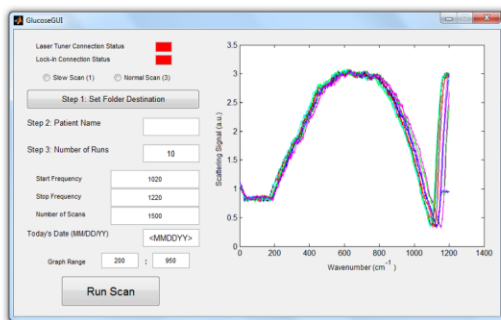 GlucoseGUI
Laser Tuner Connection Status
Lock-in Connection Status
Slow Scan (1) Normal Scan (3)
Step 1: Set Folder Destination
Step 2: Patient Name
Step 3: Number of Runs 10
Start Frequency 1020
Stop Frequency 1220
Number of Scans 1500
Today's Date (MM/DD/YY) <MMDDYY>
Graph Range 200 : 950
Run Scan
3.5
3
2.5
2
1.5
1
0.5
0
Scattering Signal (a.u.)
0 200 400 600 800 1000 1200 1400
Wavenumber (cm⁻¹)